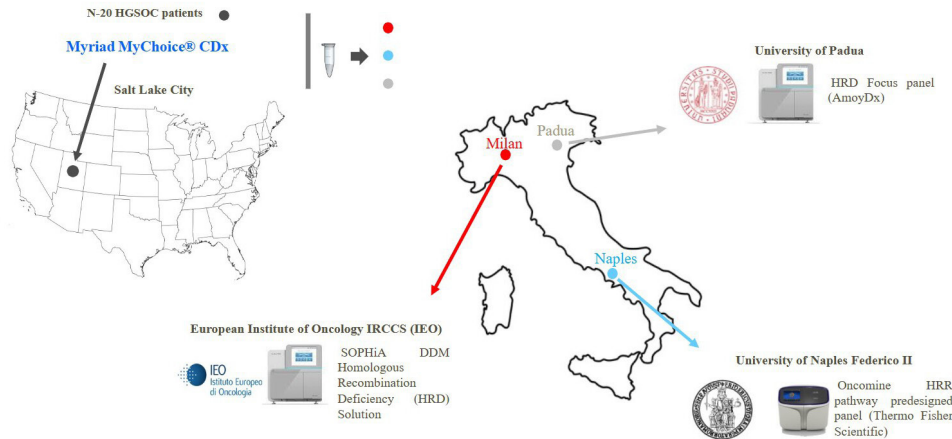 N-20 HGSOC patients
Myriad MyChoice® CDx
Salt Lake City
University of Padua
HRD Focus panel
(AmoyDx)
Padua
Milan
Naples
European Institute of Oncology IRCCS (IEO)
IEO
Istituto Europeo
di Oncologia
SOPHiA DDM
Homologous
Recombination
Deficiency (HRD)
Solution
University of Naples Federico II
Oncomine HRR
pathway predesigned
panel (Thermo Fisher
Scientific)